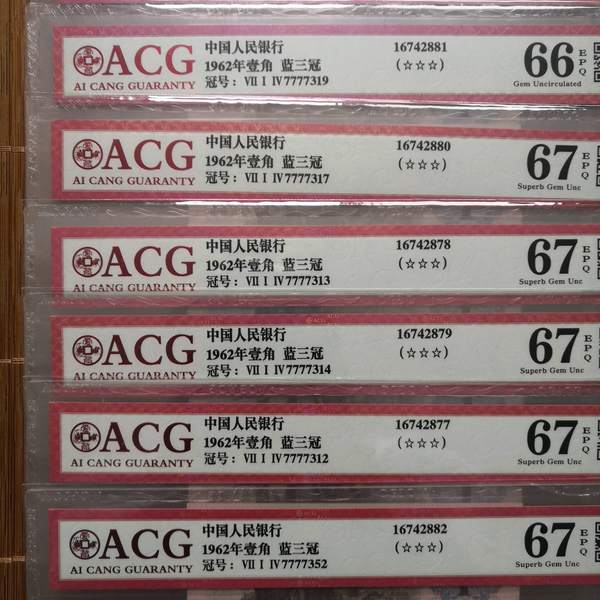 ACG
AI CANG GUARANTY
中国人民银行 16742881
1962年壹角 蓝三冠 (☆☆☆)
冠号：Ⅶ Ⅰ Ⅳ7777319
66 EPQ
Gem Uncirculated
ACG
AI CANG GUARANTY
中国人民银行 16742880
1962年壹角 蓝三冠 (☆☆☆)
冠号：Ⅶ Ⅰ Ⅳ7777317
67 EPQ
Superb Gem Unc
ACG
AI CANG GUARANTY
中国人民银行 16742878
1962年壹角 蓝三冠 (☆☆☆)
冠号：Ⅶ Ⅰ Ⅳ7777313
67 EPQ
Superb Gem Unc
ACG
ACG
AI CANG GUARANTY
中国人民银行 16742879
1962年壹角 蓝三冠 (☆☆☆)
冠号：Ⅶ Ⅰ Ⅳ7777314
67 EPQ
Superb Gem Unc
ACG
AI CANG GUARANTY
中国人民银行 16742877
1962年壹角 蓝三冠 (☆☆☆)
冠号：Ⅶ Ⅰ Ⅳ7777312
67 EPQ
Superb Gem Unc
ACG
ACG
AI CANG GUARANTY
中国人民银行 16742882
1962年壹角 蓝三冠 (☆☆☆)
冠号：Ⅶ Ⅰ Ⅳ7777352
67 EPQ
Superb Gem Unc